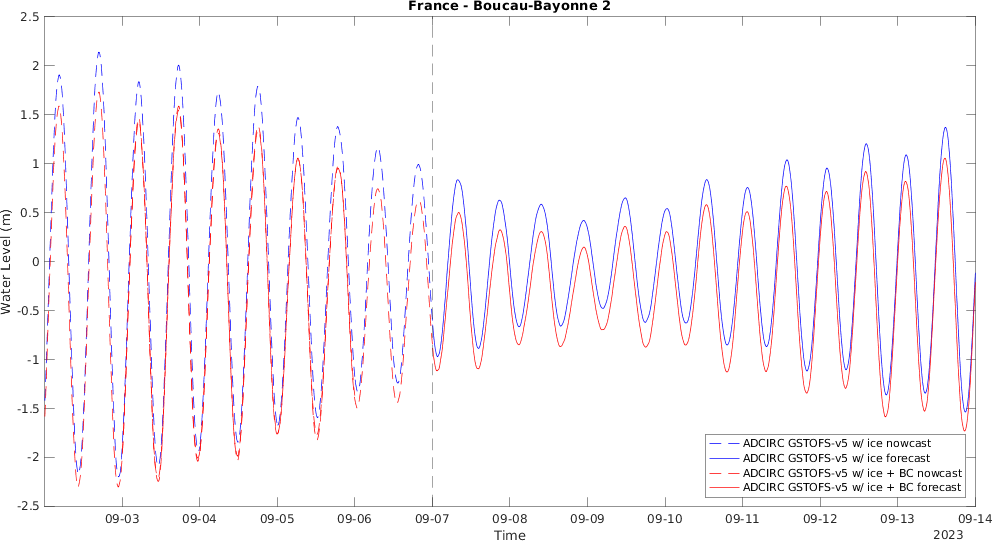 France - Boucau-Bayonne 2
2.5
2
1.5
1
0.5
0
-0.5
-1
-1.5
-2
-2.5
Water Level (m)
ADCIRC GSTOFS-v5 w/ ice nowcast
ADCIRC GSTOFS-v5 w/ ice forecast
ADCIRC GSTOFS-v5 w/ ice + BC nowcast
ADCIRC GSTOFS-v5 w/ ice + BC forecast
09-03 09-04 09-05 09-06 09-07 09-08 09-09 09-10 09-11 09-12 09-13 09-14
Time
2023